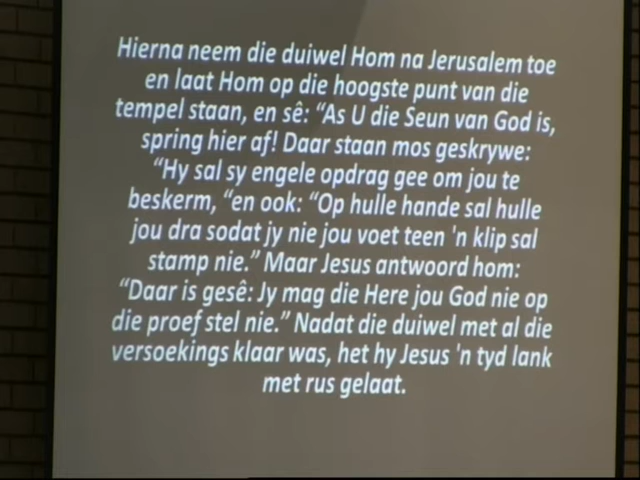 Hierna neem die duiwel Hom na Jerusalem toe
en laat Hom op die hoogste punt van die
tempel staan, en sê: “As U die Seun van God is,
spring hier af! Daar staan mos geskrywe:
“Hy sal sy engele opdrag gee om jou te
beskerm, “en ook: “Op hulle hande sal hulle
jou dra sodat jy nie jou voet teen 'n klip sal
stamp nie.” Maar Jesus antwoord hom:
“Daar is gesê: Jy mag die Here jou God nie op
die proef stel nie.” Nadat die duiwel met al die
versoekings klaar was, het hy Jesus 'n tyd lank
met rus gelaat.